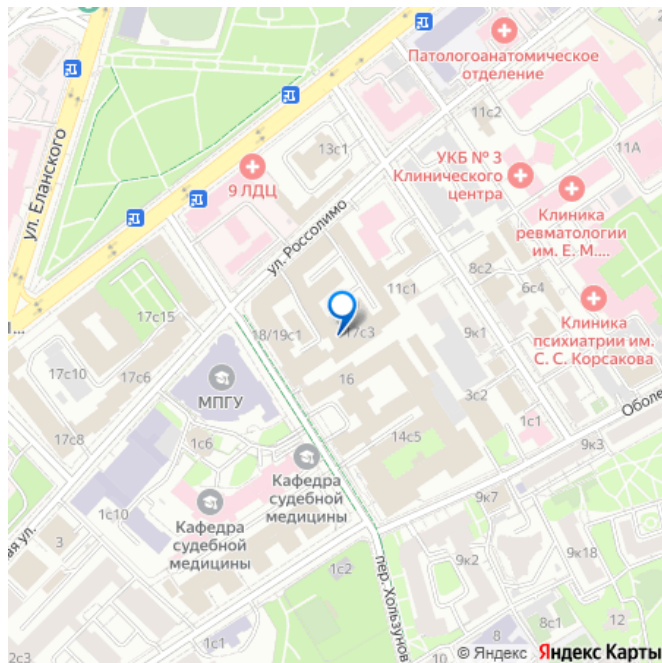 Патологоанатомическое
отделение
11с2
ул. Еланского
13с1
9 ЛДЦ
УКБ № 3
Клинического
центра
11А
ул. Россолимо
Клиника
ревматологии
им. Е. М....
8с2
6с4
11с1
17с15
18/19с1
17с3
9к1
Клиника
психиатрии им.
С. С. Корсакова
17с10
17с6
МПГУ
16
3с2
1с1
Оболе
17с8
1с6
14с5
9к3
Кафедра
судебной
медицины
9к7
1с10
Кафедра
судебной
медицины
ая ул.
3
9к2
9к18
1с2
пер. Хользунов
12
8с1
8
1с1
2с3
10
© Яндекс Яндекс Карты